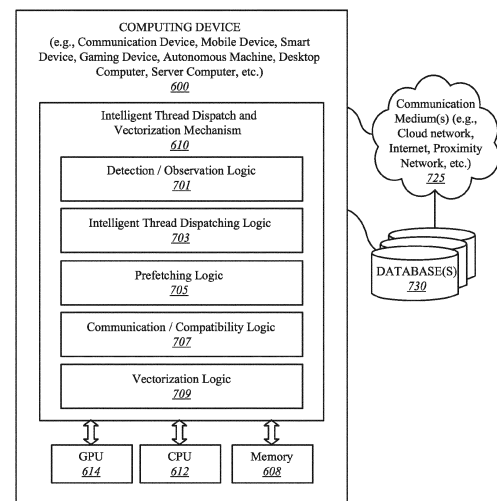 COMPUTING DEVICE
(e.g., Communication Device, Mobile Device, Smart
Device, Gaming Device, Autonomous Machine, Desktop
Computer, Server Computer, etc.)
600
Intelligent Thread Dispatch and
Vectorization Mechanism
610
Detection / Observation Logic
701
Intelligent Thread Dispatching Logic
703
Prefetching Logic
705
Communication / Compatibility Logic
707
Vectorization Logic
709
GPU
614
CPU
612
Memory
608
Communication
Medium(s) (e.g.,
Cloud network,
Internet, Proximity
Network, etc.)
725
DATABASE(S)
730